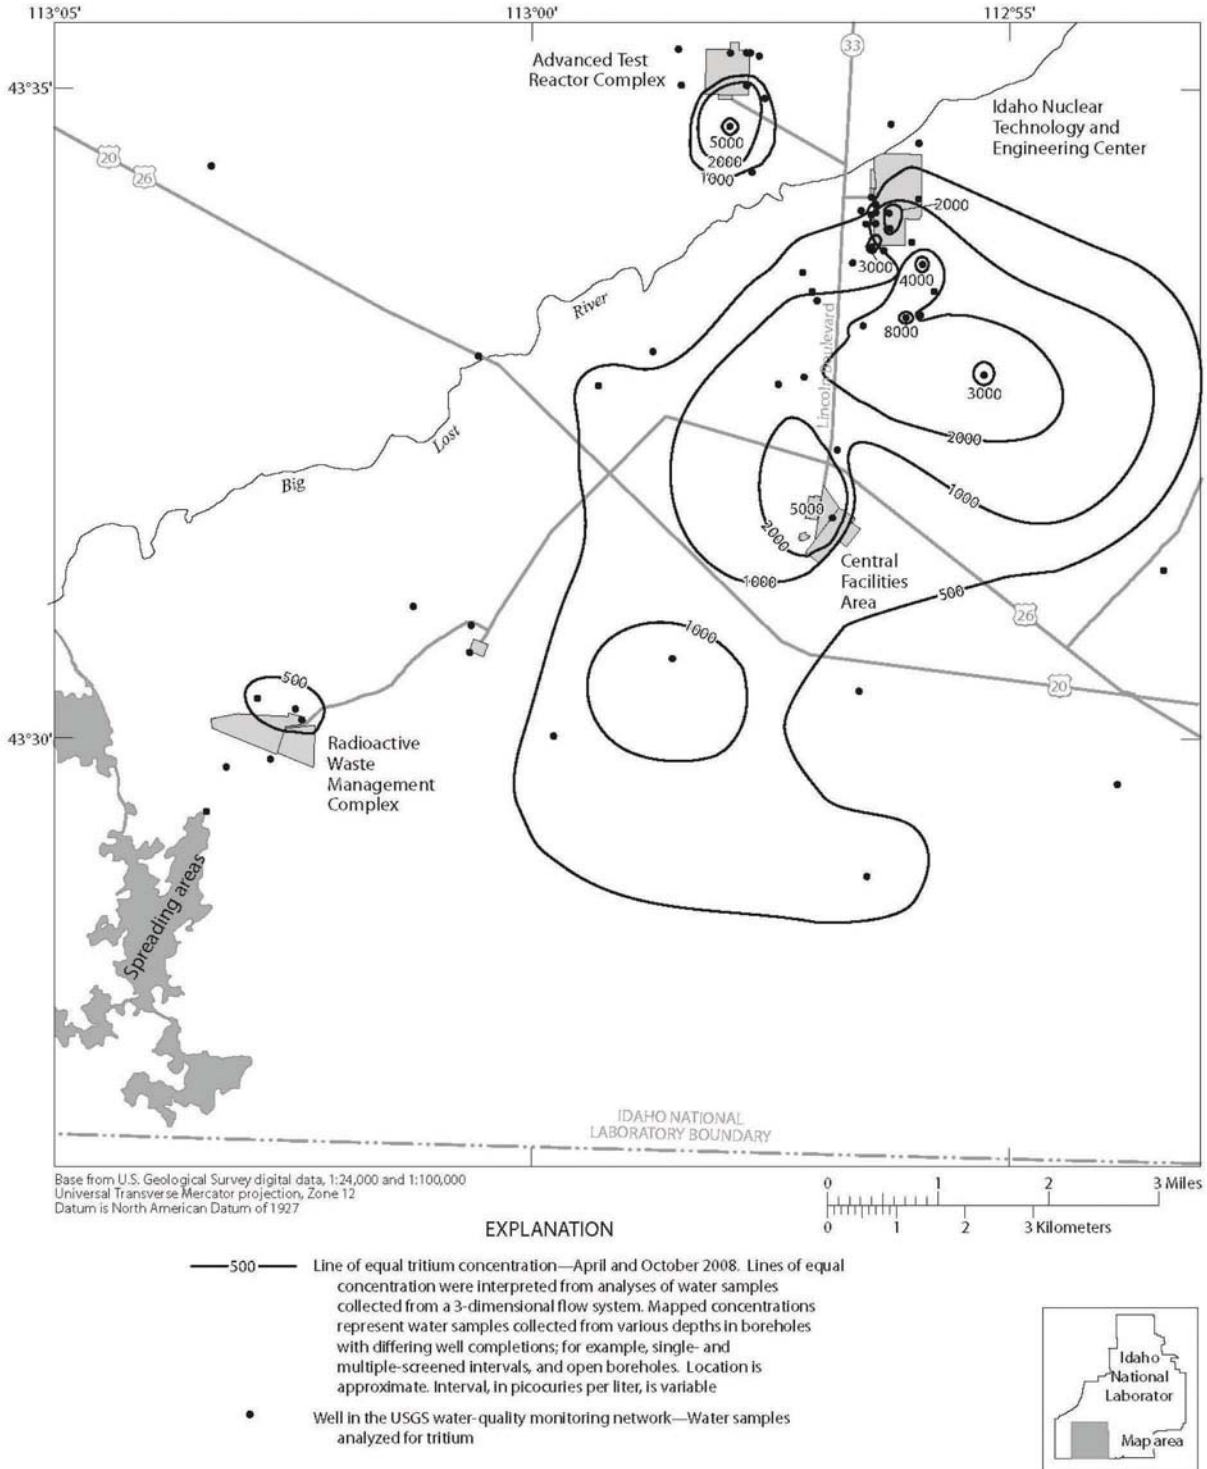 113°05'
113°00'
112°55'
43°35'
Advanced Test
Reactor Complex
33
Idaho Nuclear
Technology and
Engineering Center
20
26
5000
2000
1000
2000
3000
4000
8000
3000
2000
1000
River
Lost
Big
Lincoln Boulevard
5000
2000
1000
Central
Facilities
Area
500
26
20
1000
500
43°30'
Radioactive
Waste
Management
Complex
Spreading areas
IDAHO NATIONAL
LABORATORY BOUNDARY
Base from U.S. Geological Survey digital data, 1:24,000 and 1:100,000
Universal Transverse Mercator projection, Zone 12
Datum is North American Datum of 1927
0 1 2 3 Miles
0 1 2 3 Kilometers
EXPLANATION
500
Line of equal tritium concentration—April and October 2008. Lines of equal
concentration were interpreted from analyses of water samples
collected from a 3-dimensional flow system. Mapped concentrations
represent water samples collected from various depths in boreholes
with differing well completions; for example, single- and
multiple-screened intervals, and open boreholes. Location is
approximate. Interval, in picocuries per liter, is variable
Well in the USGS water-quality monitoring network—Water samples
analyzed for tritium
Idaho
National
Laborator
Map area